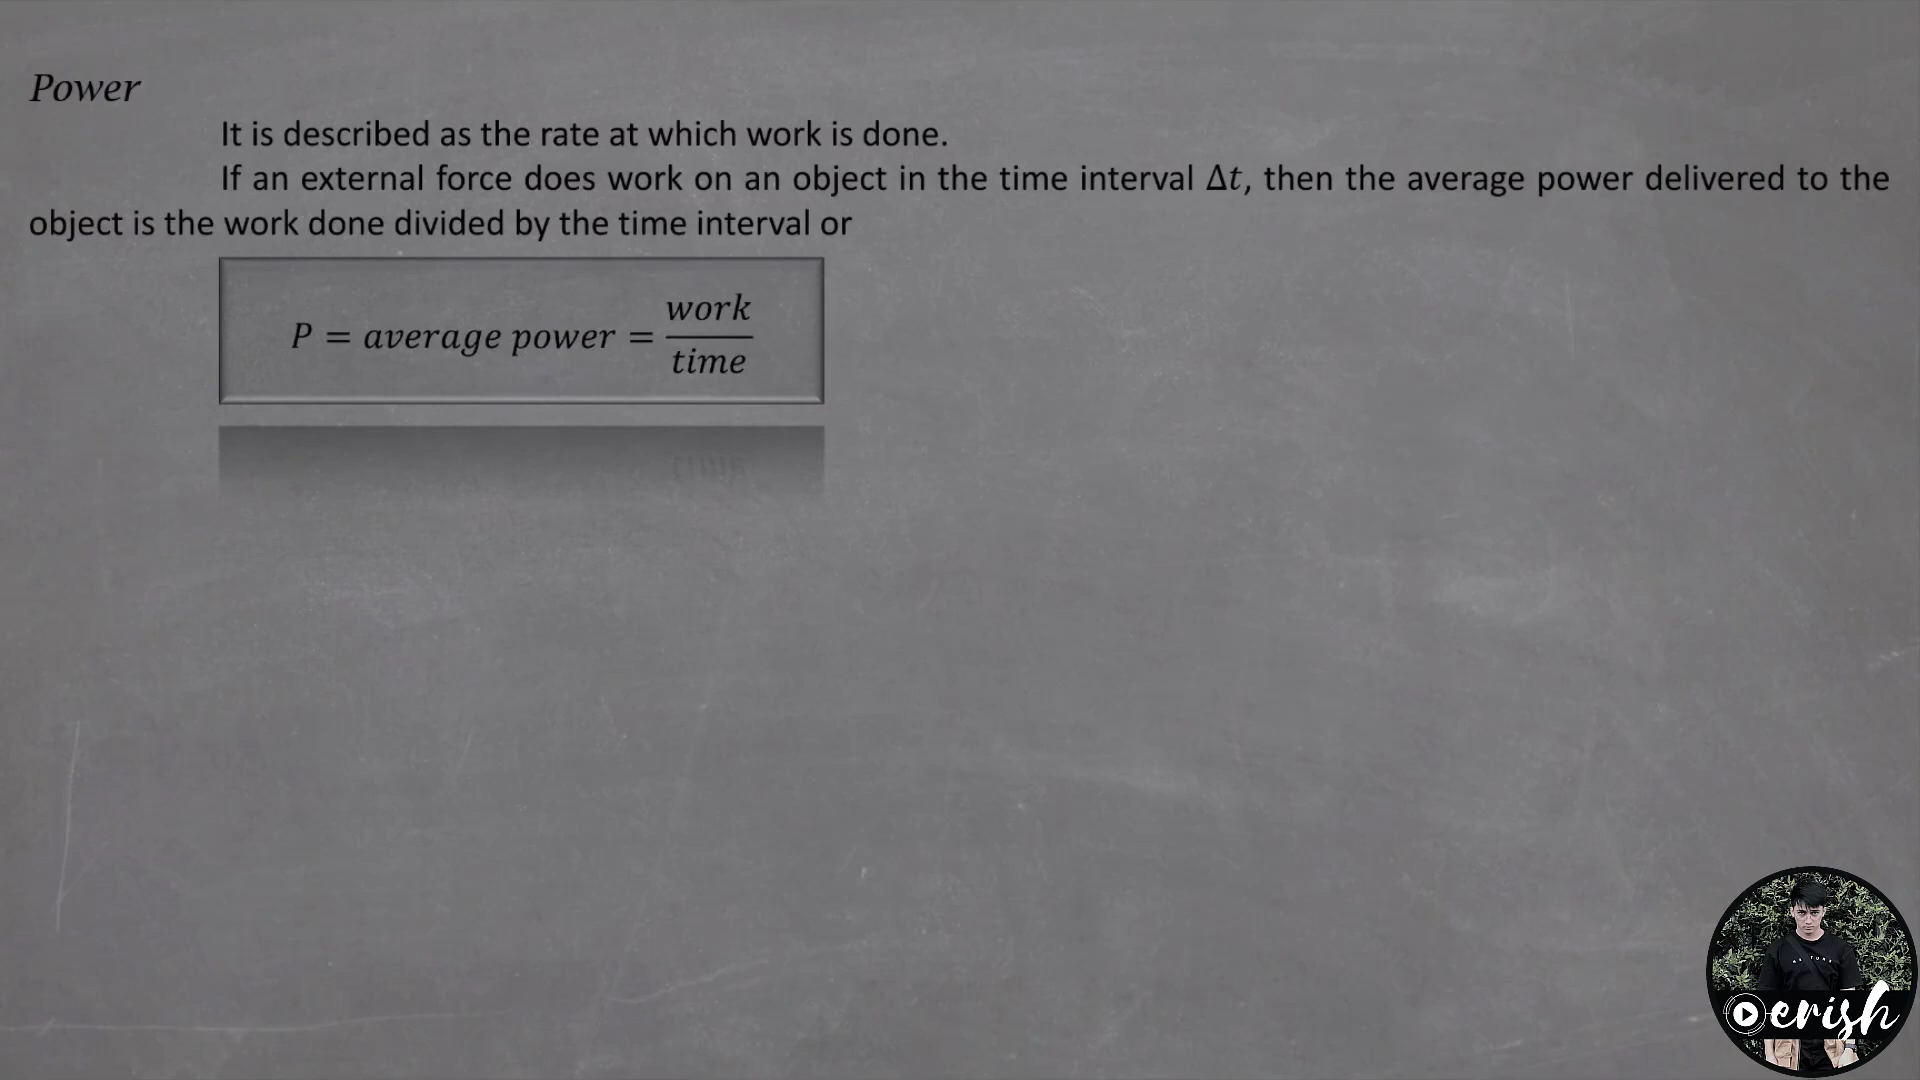 Power
It is described as the rate at which work is done.
If an external force does work on an object in the time interval Δt, then the average power delivered to the
object is the work done divided by the time interval or
P = average power = work/time
erish